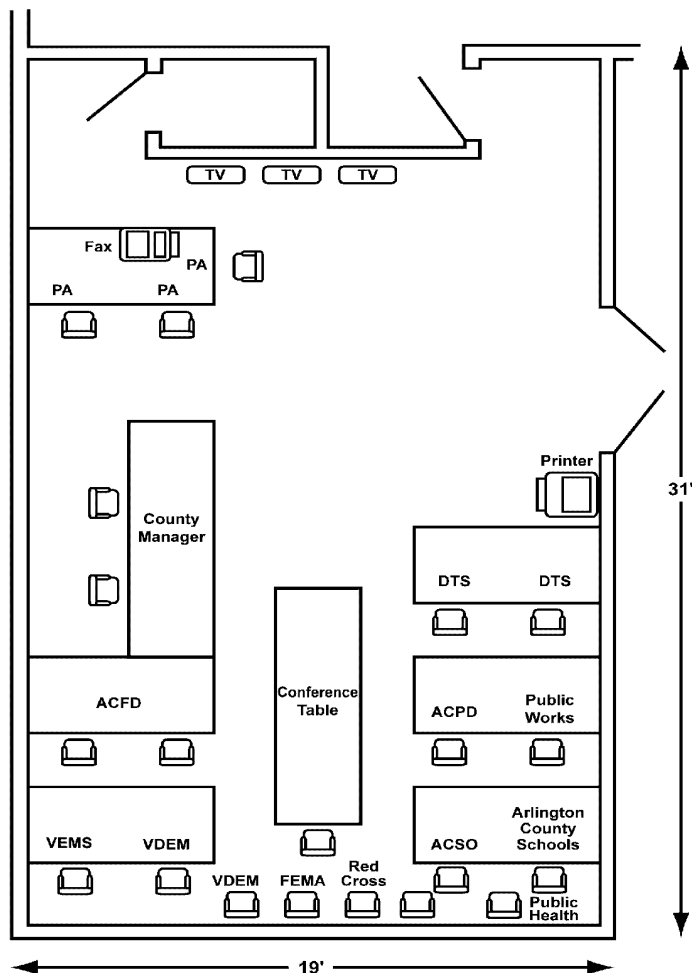 TV TV TV
Fax
PA
PA PA
Printer
31'
County
Manager
DTS DTS
Conference
Table
ACFD
ACPD
Public
Works
VEMS VDEM
ACSO
Arlington
County
Schools
VDEM FEMA
Red
Cross
Public
Health
19'